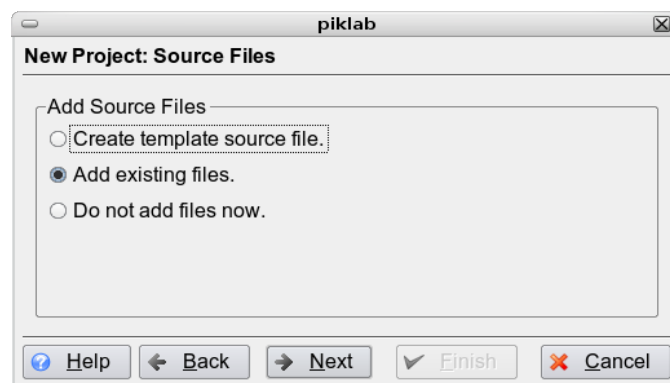 piklab
New Project: Source Files
Add Source Files
Create template source file.
Add existing files.
Do not add files now.
Help Back Next Finish Cancel